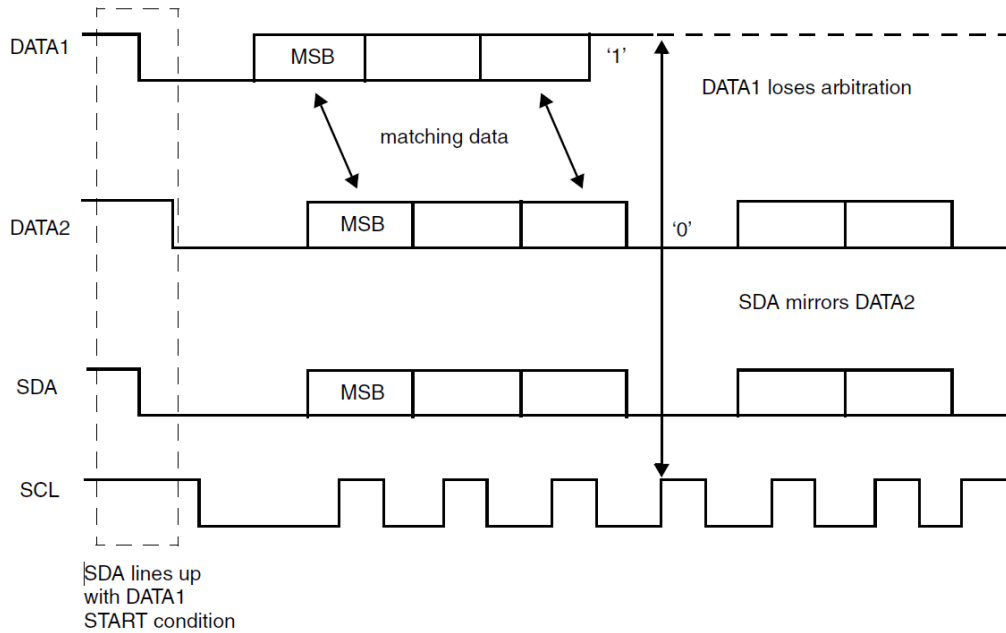 DATA1
MSB
‘1’
DATA1 loses arbitration
matching data
DATA2
MSB
‘0’
SDA mirrors DATA2
SDA
MSB
SCL
SDA lines up
with DATA1
START condition